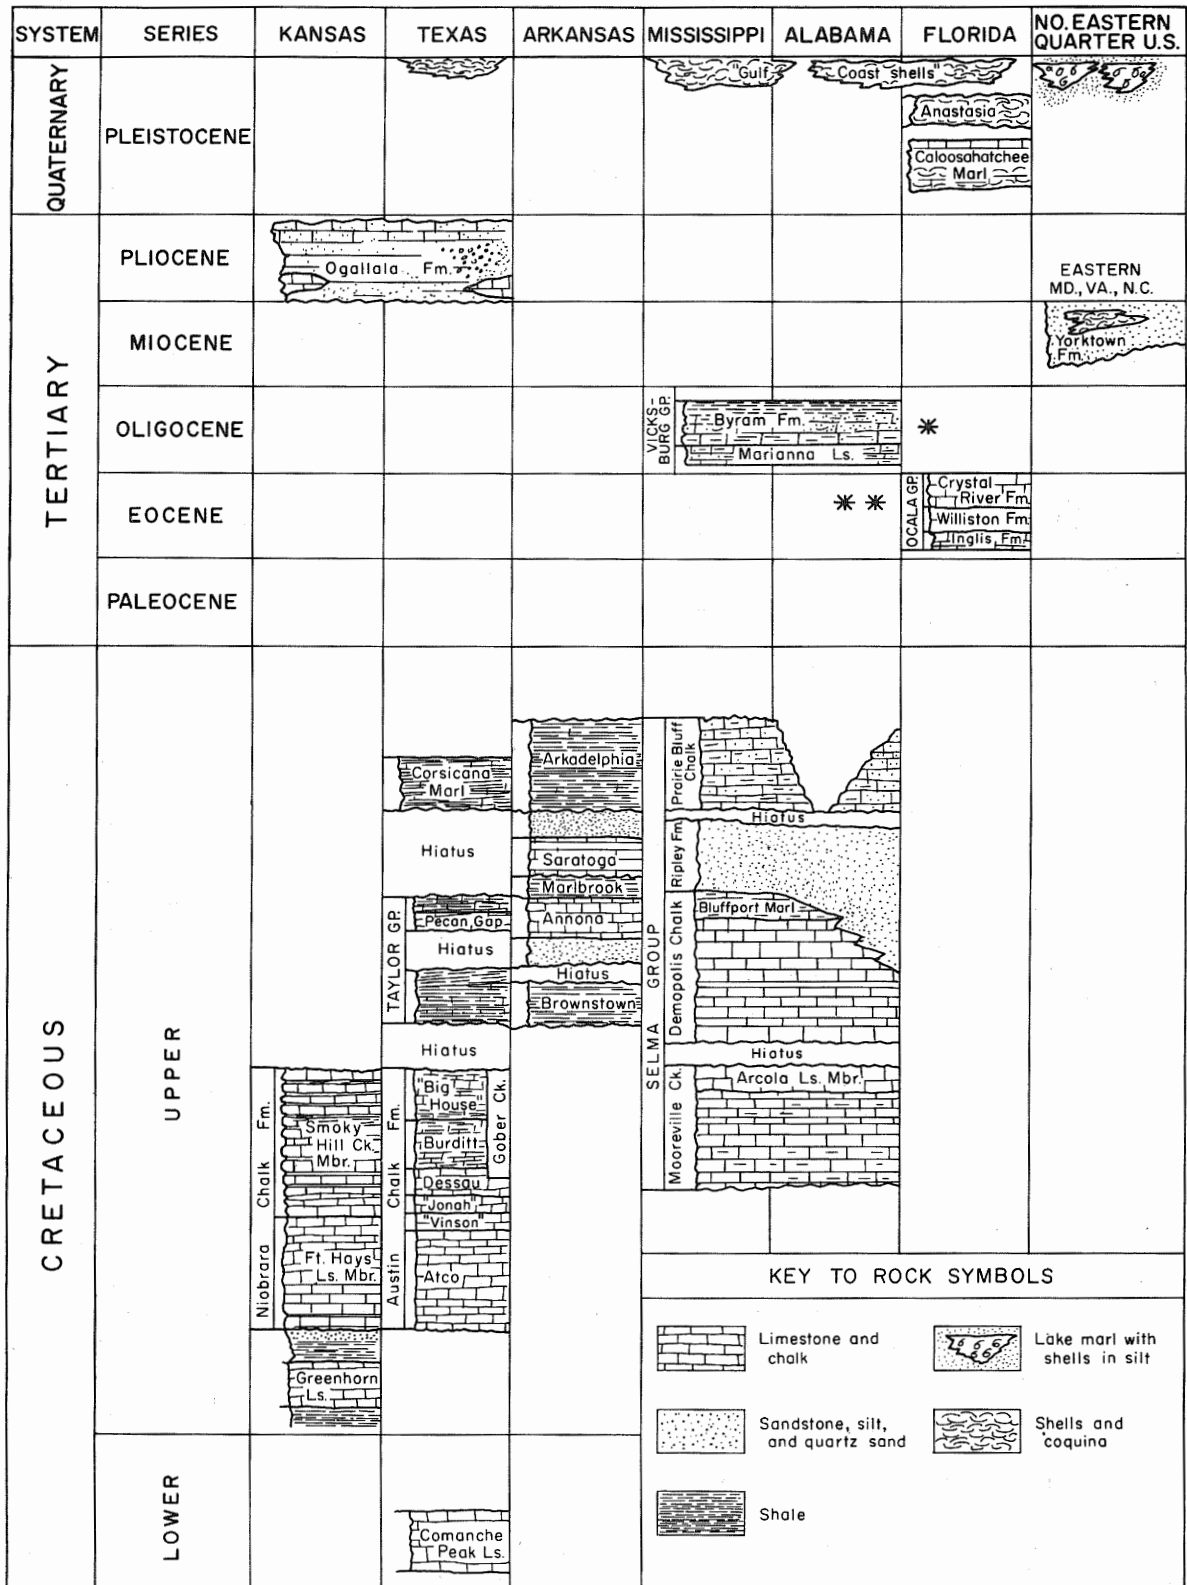 SYSTEM SERIES KANSAS TEXAS ARKANSAS MISSISSIPPI ALABAMA FLORIDA NO. EASTERN
QUARTER U.S.
QUATERNARY
PLEISTOCENE
"Gulf Coast shells"
Anastasia
Caloosahatchee
Marl
TERTIARY
PLIOCENE
Ogallala Fm.
EASTERN
MD., VA., N.C.
MIOCENE
Yorktown
Fm.
OLIGOCENE
VICKS-
BURG GP.
Byram Fm.
Marianna Ls.
*
EOCENE
* *
OCALA GP.
Crystal
River Fm.
Williston Fm.
Inglis Fm.
PALEOCENE
CRETACEOUS
UPPER
Corsicana
Marl
Hiatus
TAYLOR GP.
Pecan Gap
Hiatus
Hiatus
Arkadelphia
Saratoga
Marlbrook
Annona
Hiatus
Brownstown
SELMA GROUP
Prairie Bluff
Chalk
Hiatus
Ripley Fm.
Demopolis Chalk
Bluffport Marl
Hiatus
Mooreville Ck.
Arcola Ls. Mbr.
Niobrara Chalk Fm.
Smoky
Hill Ck.
Mbr.
Ft. Hays
Ls. Mbr.
Greenhorn
Ls.
Austin Chalk Fm.
"Big
House"
Burditt
Gober Ck.
Dessau
"Jonah"
"Vinson"
Atco
LOWER
Comanche
Peak Ls.
KEY TO ROCK SYMBOLS
Limestone and
chalk
Lake marl with
shells in silt
Sandstone, silt,
and quartz sand
Shells and
coquina
Shale